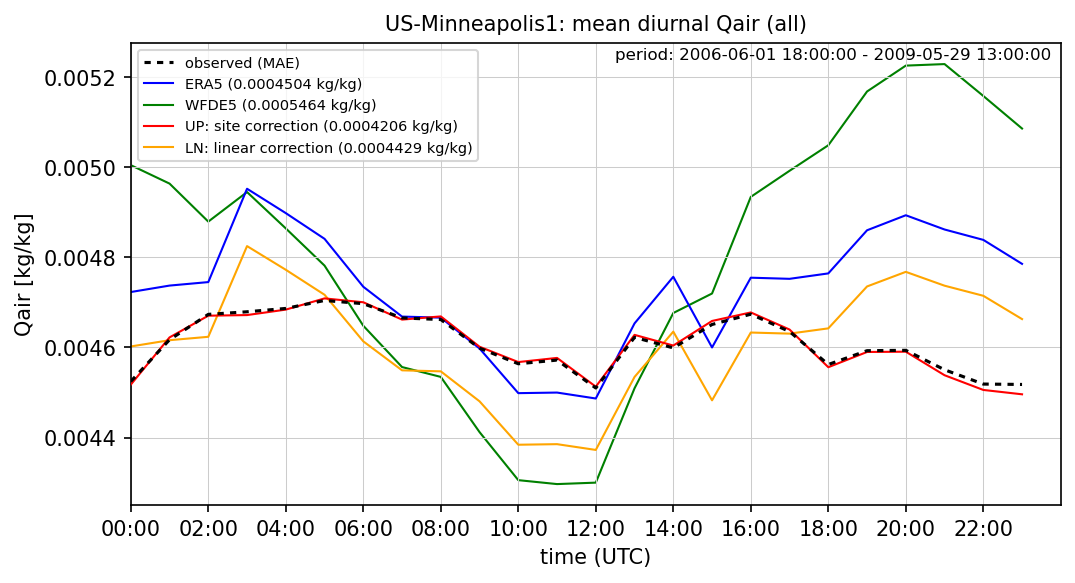 US-Minneapolis1: mean diurnal Qair (all)
period: 2006-06-01 18:00:00 - 2009-05-29 13:00:00
observed (MAE)
ERA5 (0.0004504 kg/kg)
WFDE5 (0.0005464 kg/kg)
UP: site correction (0.0004206 kg/kg)
LN: linear correction (0.0004429 kg/kg)
Qair [kg/kg]
0.0052
0.0050
0.0048
0.0046
0.0044
00:00 02:00 04:00 06:00 08:00 10:00 12:00 14:00 16:00 18:00 20:00 22:00
time (UTC)